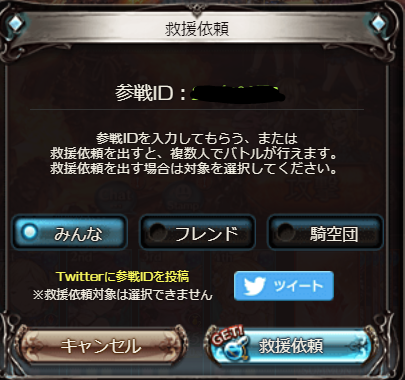 救援依頼
参戦ID：
参戦IDを入力してもらう、または
救援依頼を出すと、複数人でバトルが行えます。
救援依頼を出す場合は対象を選択してください。
みんな
フレンド
騎空団
Twitterに参戦IDを投稿
※救援依頼対象は選択できません
ツイート
キャンセル
GET!
救援依頼